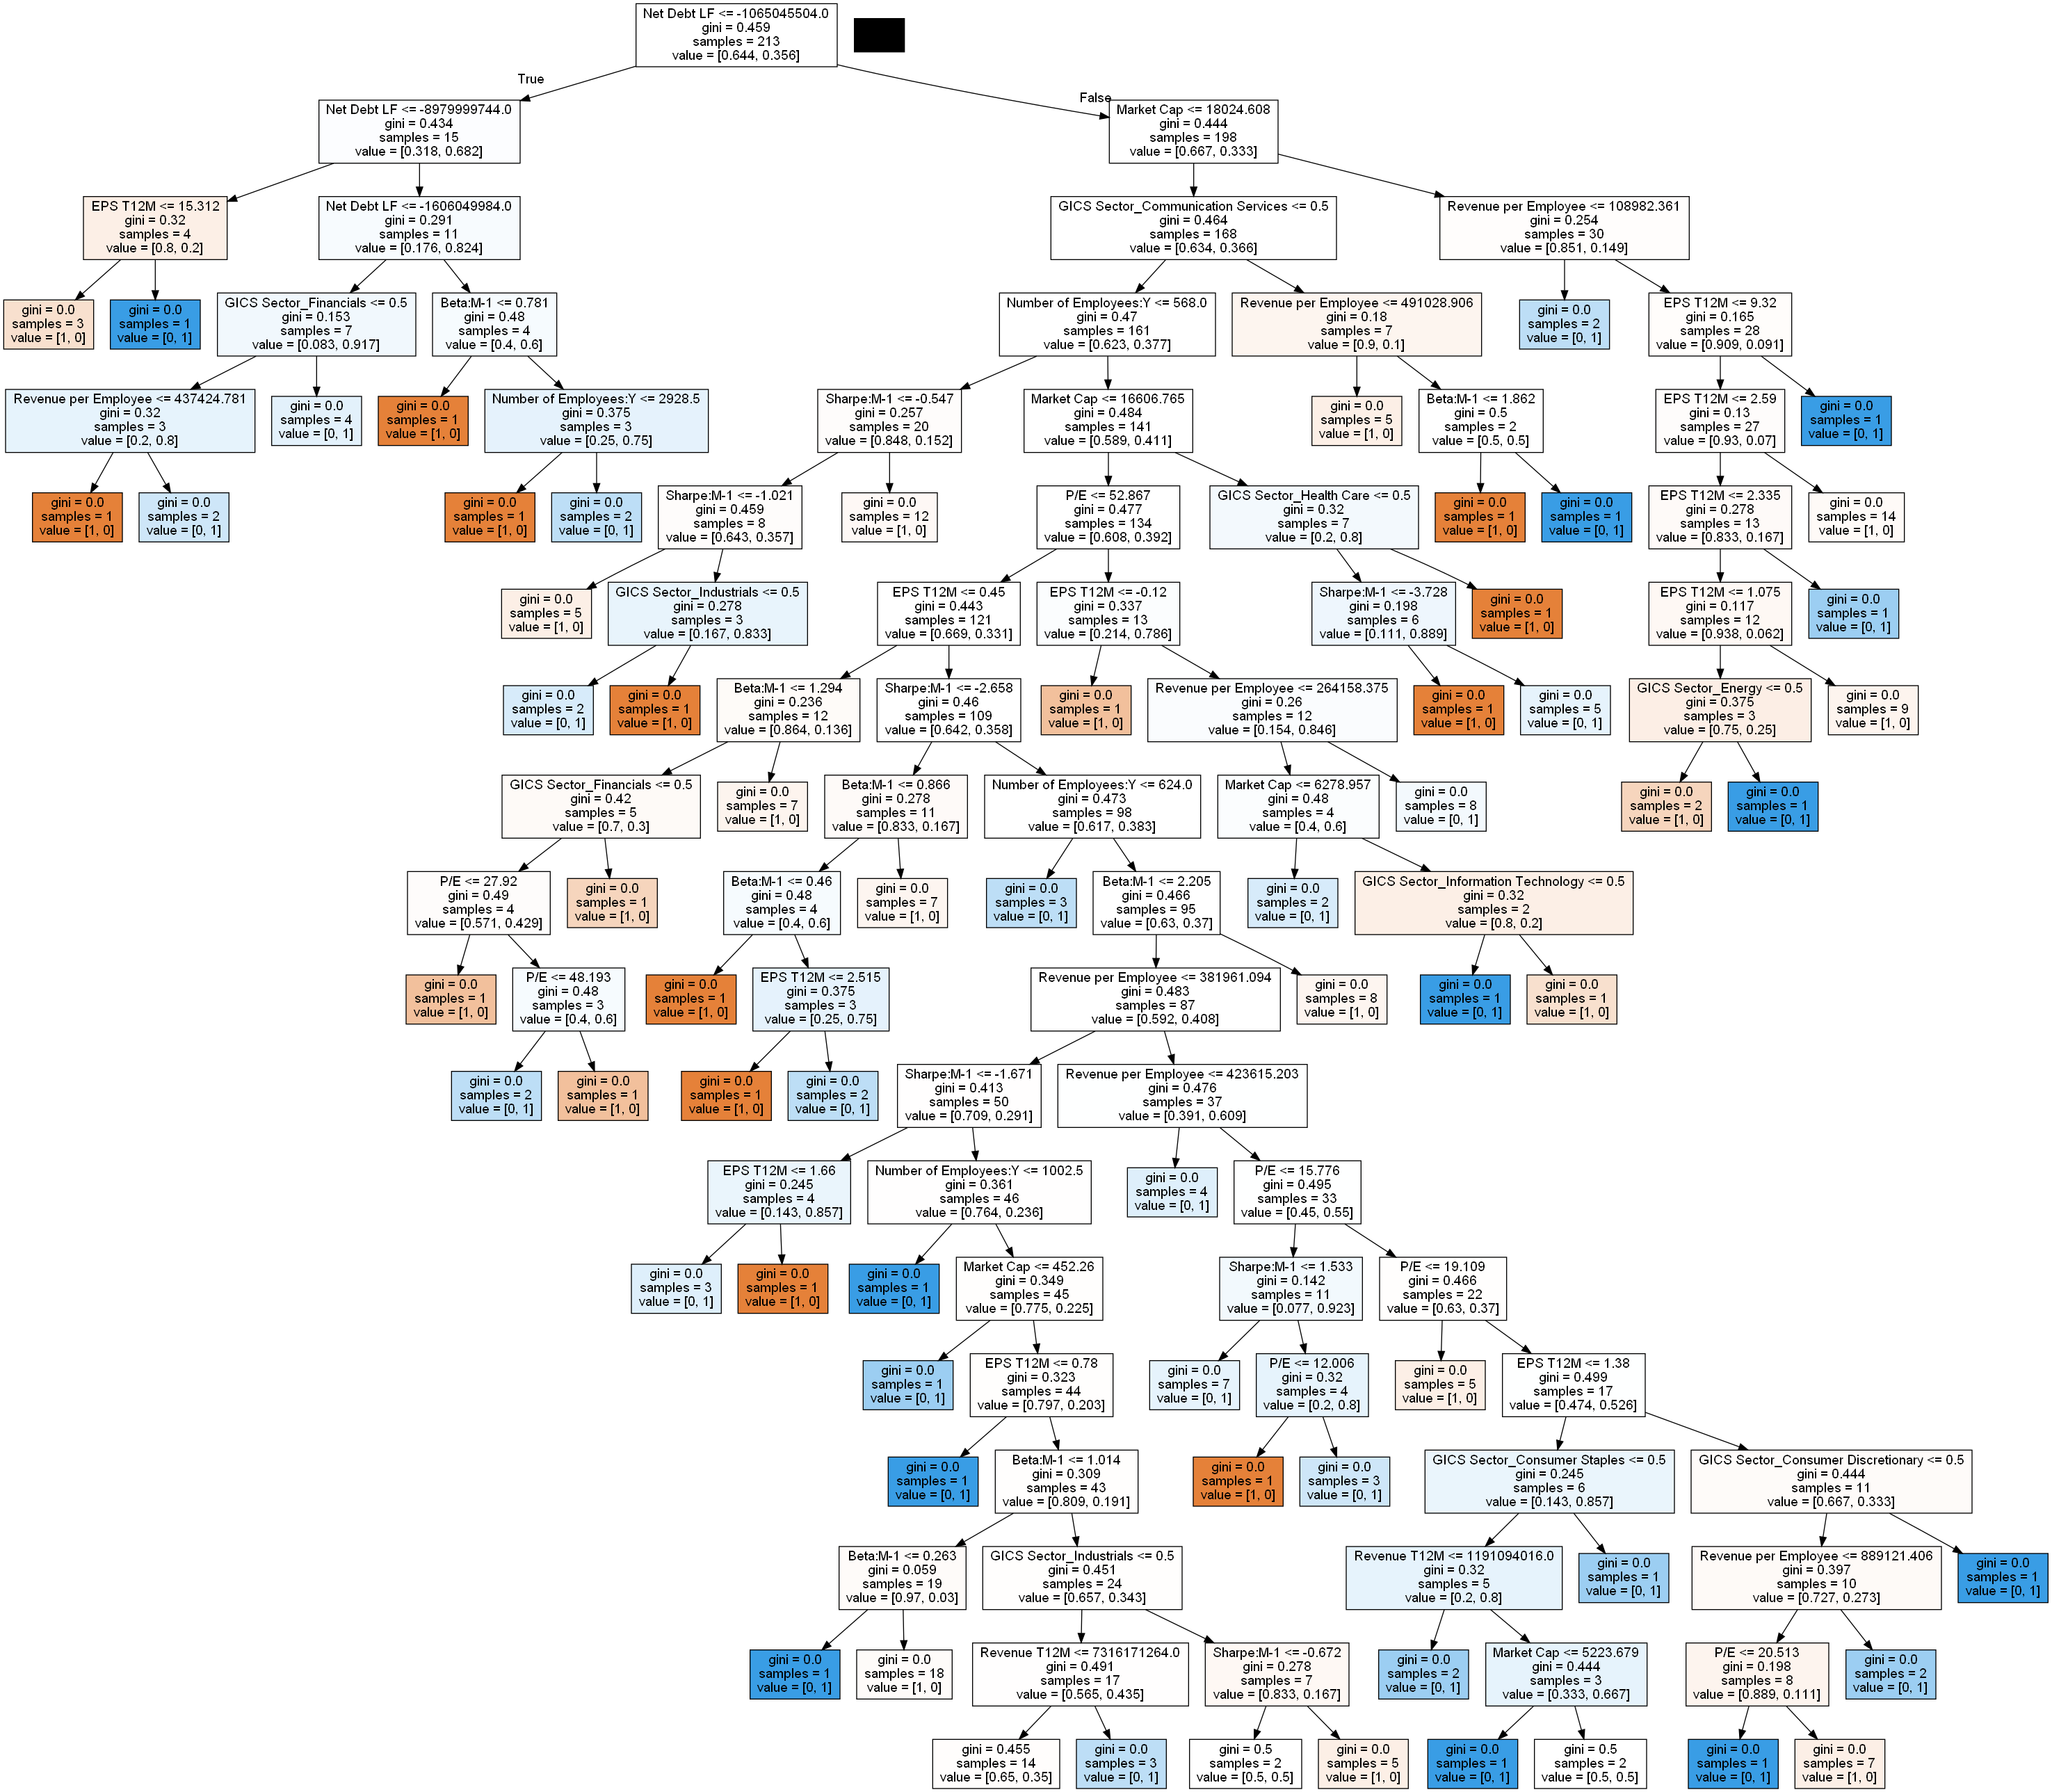 Net Debt LF <= -1065045504.0
gini = 0.459
samples = 213
value = [0.644, 0.356]
True
False
Net Debt LF <= -8979999744.0
gini = 0.434
samples = 15
value = [0.318, 0.682]
Market Cap <= 18024.608
gini = 0.444
samples = 198
value = [0.667, 0.333]
EPS T12M <= 15.312
gini = 0.32
samples = 4
value = [0.8, 0.2]
Net Debt LF <= -1606049984.0
gini = 0.291
samples = 11
value = [0.176, 0.824]
GICS Sector_Communication Services <= 0.5
gini = 0.464
samples = 168
value = [0.634, 0.366]
Revenue per Employee <= 108982.361
gini = 0.254
samples = 30
value = [0.851, 0.149]
gini = 0.0
samples = 3
value = [1, 0]
gini = 0.0
samples = 1
value = [0, 1]
GICS Sector_Financials <= 0.5
gini = 0.153
samples = 7
value = [0.083, 0.917]
Beta:M-1 <= 0.781
gini = 0.48
samples = 4
value = [0.4, 0.6]
Number of Employees:Y <= 568.0
gini = 0.47
samples = 161
value = [0.623, 0.377]
Revenue per Employee <= 491028.906
gini = 0.18
samples = 7
value = [0.9, 0.1]
gini = 0.0
samples = 2
value = [0, 1]
EPS T12M <= 9.32
gini = 0.165
samples = 28
value = [0.909, 0.091]
Revenue per Employee <= 437424.781
gini = 0.32
samples = 3
value = [0.2, 0.8]
gini = 0.0
samples = 4
value = [0, 1]
gini = 0.0
samples = 1
value = [1, 0]
Number of Employees:Y <= 2928.5
gini = 0.375
samples = 3
value = [0.25, 0.75]
Sharpe:M-1 <= -0.547
gini = 0.257
samples = 20
value = [0.848, 0.152]
Market Cap <= 16606.765
gini = 0.484
samples = 141
value = [0.589, 0.411]
gini = 0.0
samples = 5
value = [1, 0]
Beta:M-1 <= 1.862
gini = 0.5
samples = 2
value = [0.5, 0.5]
EPS T12M <= 2.59
gini = 0.13
samples = 27
value = [0.93, 0.07]
gini = 0.0
samples = 1
value = [0, 1]
gini = 0.0
samples = 1
value = [1, 0]
gini = 0.0
samples = 2
value = [0, 1]
gini = 0.0
samples = 1
value = [1, 0]
gini = 0.0
samples = 2
value = [0, 1]
Sharpe:M-1 <= -1.021
gini = 0.459
samples = 8
value = [0.643, 0.357]
gini = 0.0
samples = 12
value = [1, 0]
P/E <= 52.867
gini = 0.477
samples = 134
value = [0.608, 0.392]
GICS Sector_Health Care <= 0.5
gini = 0.32
samples = 7
value = [0.2, 0.8]
gini = 0.0
samples = 1
value = [1, 0]
gini = 0.0
samples = 1
value = [0, 1]
EPS T12M <= 2.335
gini = 0.278
samples = 13
value = [0.833, 0.167]
gini = 0.0
samples = 14
value = [1, 0]
gini = 0.0
samples = 5
value = [1, 0]
GICS Sector_Industrials <= 0.5
gini = 0.278
samples = 3
value = [0.167, 0.833]
EPS T12M <= 0.45
gini = 0.443
samples = 121
value = [0.669, 0.331]
EPS T12M <= -0.12
gini = 0.337
samples = 13
value = [0.214, 0.786]
Sharpe:M-1 <= -3.728
gini = 0.198
samples = 6
value = [0.111, 0.889]
gini = 0.0
samples = 1
value = [1, 0]
EPS T12M <= 1.075
gini = 0.117
samples = 12
value = [0.938, 0.062]
gini = 0.0
samples = 1
value = [0, 1]
gini = 0.0
samples = 2
value = [0, 1]
gini = 0.0
samples = 1
value = [1, 0]
Beta:M-1 <= 1.294
gini = 0.236
samples = 12
value = [0.864, 0.136]
Sharpe:M-1 <= -2.658
gini = 0.46
samples = 109
value = [0.642, 0.358]
gini = 0.0
samples = 1
value = [1, 0]
Revenue per Employee <= 264158.375
gini = 0.26
samples = 12
value = [0.154, 0.846]
gini = 0.0
samples = 1
value = [1, 0]
gini = 0.0
samples = 5
value = [0, 1]
GICS Sector_Energy <= 0.5
gini = 0.375
samples = 3
value = [0.75, 0.25]
gini = 0.0
samples = 9
value = [1, 0]
GICS Sector_Financials <= 0.5
gini = 0.42
samples = 5
value = [0.7, 0.3]
gini = 0.0
samples = 7
value = [1, 0]
Beta:M-1 <= 0.866
gini = 0.278
samples = 11
value = [0.833, 0.167]
Number of Employees:Y <= 624.0
gini = 0.473
samples = 98
value = [0.617, 0.383]
Market Cap <= 6278.957
gini = 0.48
samples = 4
value = [0.4, 0.6]
gini = 0.0
samples = 8
value = [0, 1]
gini = 0.0
samples = 2
value = [1, 0]
gini = 0.0
samples = 1
value = [0, 1]
P/E <= 27.92
gini = 0.49
samples = 4
value = [0.571, 0.429]
gini = 0.0
samples = 1
value = [1, 0]
Beta:M-1 <= 0.46
gini = 0.48
samples = 4
value = [0.4, 0.6]
gini = 0.0
samples = 7
value = [1, 0]
gini = 0.0
samples = 3
value = [0, 1]
Beta:M-1 <= 2.205
gini = 0.466
samples = 95
value = [0.63, 0.37]
gini = 0.0
samples = 2
value = [0, 1]
GICS Sector_Information Technology <= 0.5
gini = 0.32
samples = 2
value = [0.8, 0.2]
gini = 0.0
samples = 1
value = [1, 0]
P/E <= 48.193
gini = 0.48
samples = 3
value = [0.4, 0.6]
gini = 0.0
samples = 1
value = [1, 0]
EPS T12M <= 2.515
gini = 0.375
samples = 3
value = [0.25, 0.75]
Revenue per Employee <= 381961.094
gini = 0.483
samples = 87
value = [0.592, 0.408]
gini = 0.0
samples = 8
value = [1, 0]
gini = 0.0
samples = 1
value = [0, 1]
gini = 0.0
samples = 1
value = [1, 0]
gini = 0.0
samples = 2
value = [0, 1]
gini = 0.0
samples = 1
value = [1, 0]
gini = 0.0
samples = 1
value = [1, 0]
gini = 0.0
samples = 2
value = [0, 1]
Sharpe:M-1 <= -1.671
gini = 0.413
samples = 50
value = [0.709, 0.291]
Revenue per Employee <= 423615.203
gini = 0.476
samples = 37
value = [0.391, 0.609]
EPS T12M <= 1.66
gini = 0.245
samples = 4
value = [0.143, 0.857]
Number of Employees:Y <= 1002.5
gini = 0.361
samples = 46
value = [0.764, 0.236]
gini = 0.0
samples = 4
value = [0, 1]
P/E <= 15.776
gini = 0.495
samples = 33
value = [0.45, 0.55]
gini = 0.0
samples = 3
value = [0, 1]
gini = 0.0
samples = 1
value = [1, 0]
gini = 0.0
samples = 1
value = [0, 1]
Market Cap <= 452.26
gini = 0.349
samples = 45
value = [0.775, 0.225]
Sharpe:M-1 <= 1.533
gini = 0.142
samples = 11
value = [0.077, 0.923]
P/E <= 19.109
gini = 0.466
samples = 22
value = [0.63, 0.37]
gini = 0.0
samples = 1
value = [0, 1]
EPS T12M <= 0.78
gini = 0.323
samples = 44
value = [0.797, 0.203]
gini = 0.0
samples = 7
value = [0, 1]
P/E <= 12.006
gini = 0.32
samples = 4
value = [0.2, 0.8]
gini = 0.0
samples = 5
value = [1, 0]
EPS T12M <= 1.38
gini = 0.499
samples = 17
value = [0.474, 0.526]
gini = 0.0
samples = 1
value = [0, 1]
Beta:M-1 <= 1.014
gini = 0.309
samples = 43
value = [0.809, 0.191]
gini = 0.0
samples = 1
value = [1, 0]
gini = 0.0
samples = 3
value = [0, 1]
GICS Sector_Consumer Staples <= 0.5
gini = 0.245
samples = 6
value = [0.143, 0.857]
GICS Sector_Consumer Discretionary <= 0.5
gini = 0.444
samples = 11
value = [0.667, 0.333]
Beta:M-1 <= 0.263
gini = 0.059
samples = 19
value = [0.97, 0.03]
GICS Sector_Industrials <= 0.5
gini = 0.451
samples = 24
value = [0.657, 0.343]
Revenue T12M <= 1191094016.0
gini = 0.32
samples = 5
value = [0.2, 0.8]
gini = 0.0
samples = 1
value = [0, 1]
Revenue per Employee <= 889121.406
gini = 0.397
samples = 10
value = [0.727, 0.273]
gini = 0.0
samples = 1
value = [0, 1]
gini = 0.0
samples = 1
value = [0, 1]
gini = 0.0
samples = 18
value = [1, 0]
Revenue T12M <= 7316171264.0
gini = 0.491
samples = 17
value = [0.565, 0.435]
Sharpe:M-1 <= -0.672
gini = 0.278
samples = 7
value = [0.833, 0.167]
gini = 0.0
samples = 2
value = [0, 1]
Market Cap <= 5223.679
gini = 0.444
samples = 3
value = [0.333, 0.667]
P/E <= 20.513
gini = 0.198
samples = 8
value = [0.889, 0.111]
gini = 0.0
samples = 2
value = [0, 1]
gini = 0.455
samples = 14
value = [0.65, 0.35]
gini = 0.0
samples = 3
value = [0, 1]
gini = 0.5
samples = 2
value = [0.5, 0.5]
gini = 0.0
samples = 5
value = [1, 0]
gini = 0.0
samples = 1
value = [0, 1]
gini = 0.5
samples = 2
value = [0.5, 0.5]
gini = 0.0
samples = 1
value = [0, 1]
gini = 0.0
samples = 7
value = [1, 0]